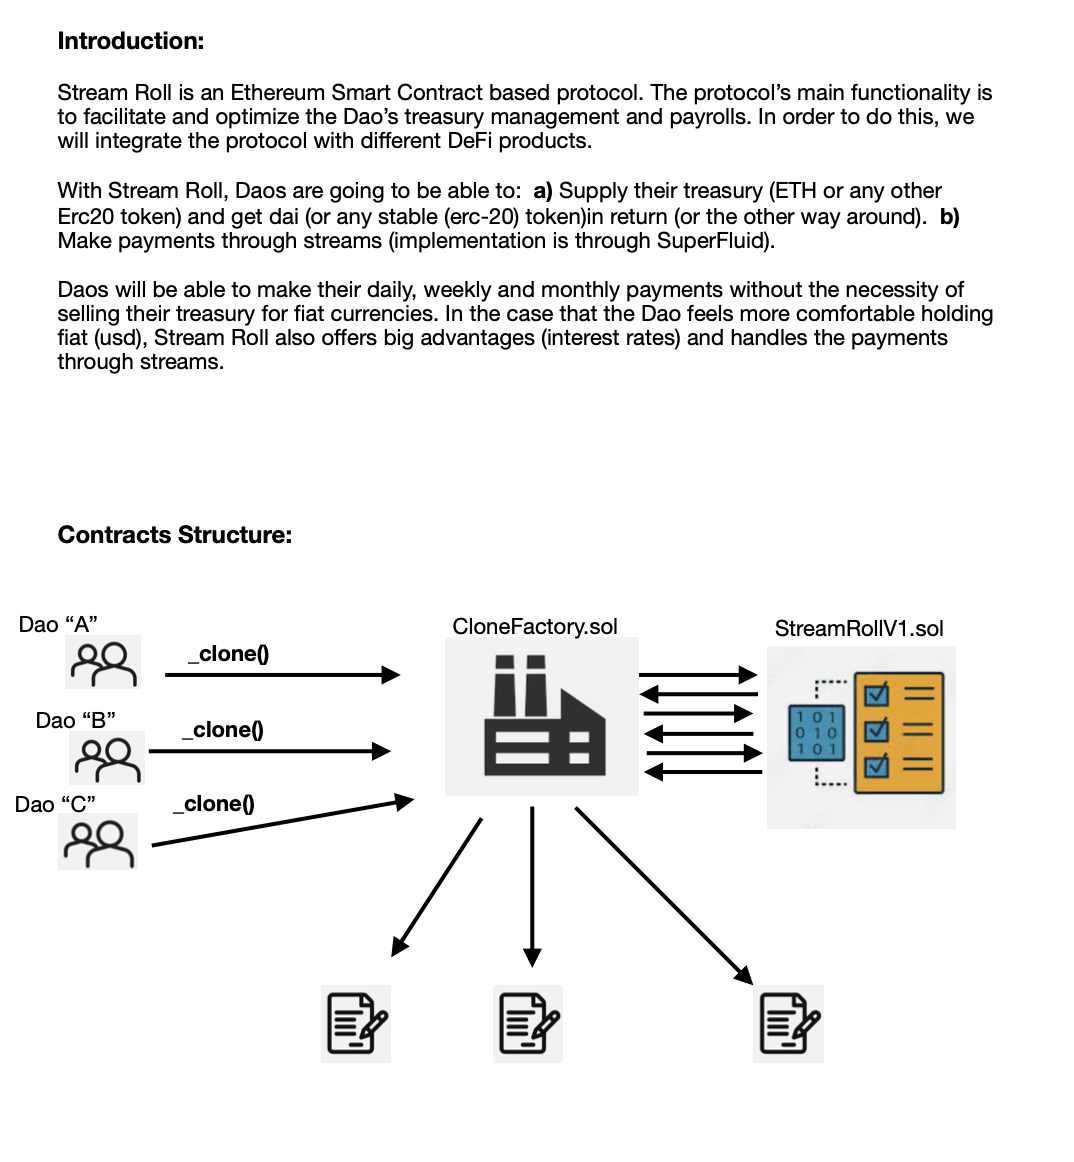 Introduction:
Stream Roll is an Ethereum Smart Contract based protocol. The protocol’s main functionality is
to facilitate and optimize the Dao’s treasury management and payrolls. In order to do this, we
will integrate the protocol with different DeFi products.
With Stream Roll, Daos are going to be able to: a) Supply their treasury (ETH or any other
Erc20 token) and get dai (or any stable (erc-20) token)in return (or the other way around). b)
Make payments through streams (implementation is through SuperFluid).
Daos will be able to make their daily, weekly and monthly payments without the necessity of
selling their treasury for fiat currencies. In the case that the Dao feels more comfortable holding
fiat (usd), Stream Roll also offers big advantages (interest rates) and handles the payments
through streams.
Contracts Structure:
Dao “A”
_clone()
CloneFactory.sol
StreamRollV1.sol
Dao “B”
_clone()
Dao “C”
_clone()
1 0 1
0 1 0
1 0 1